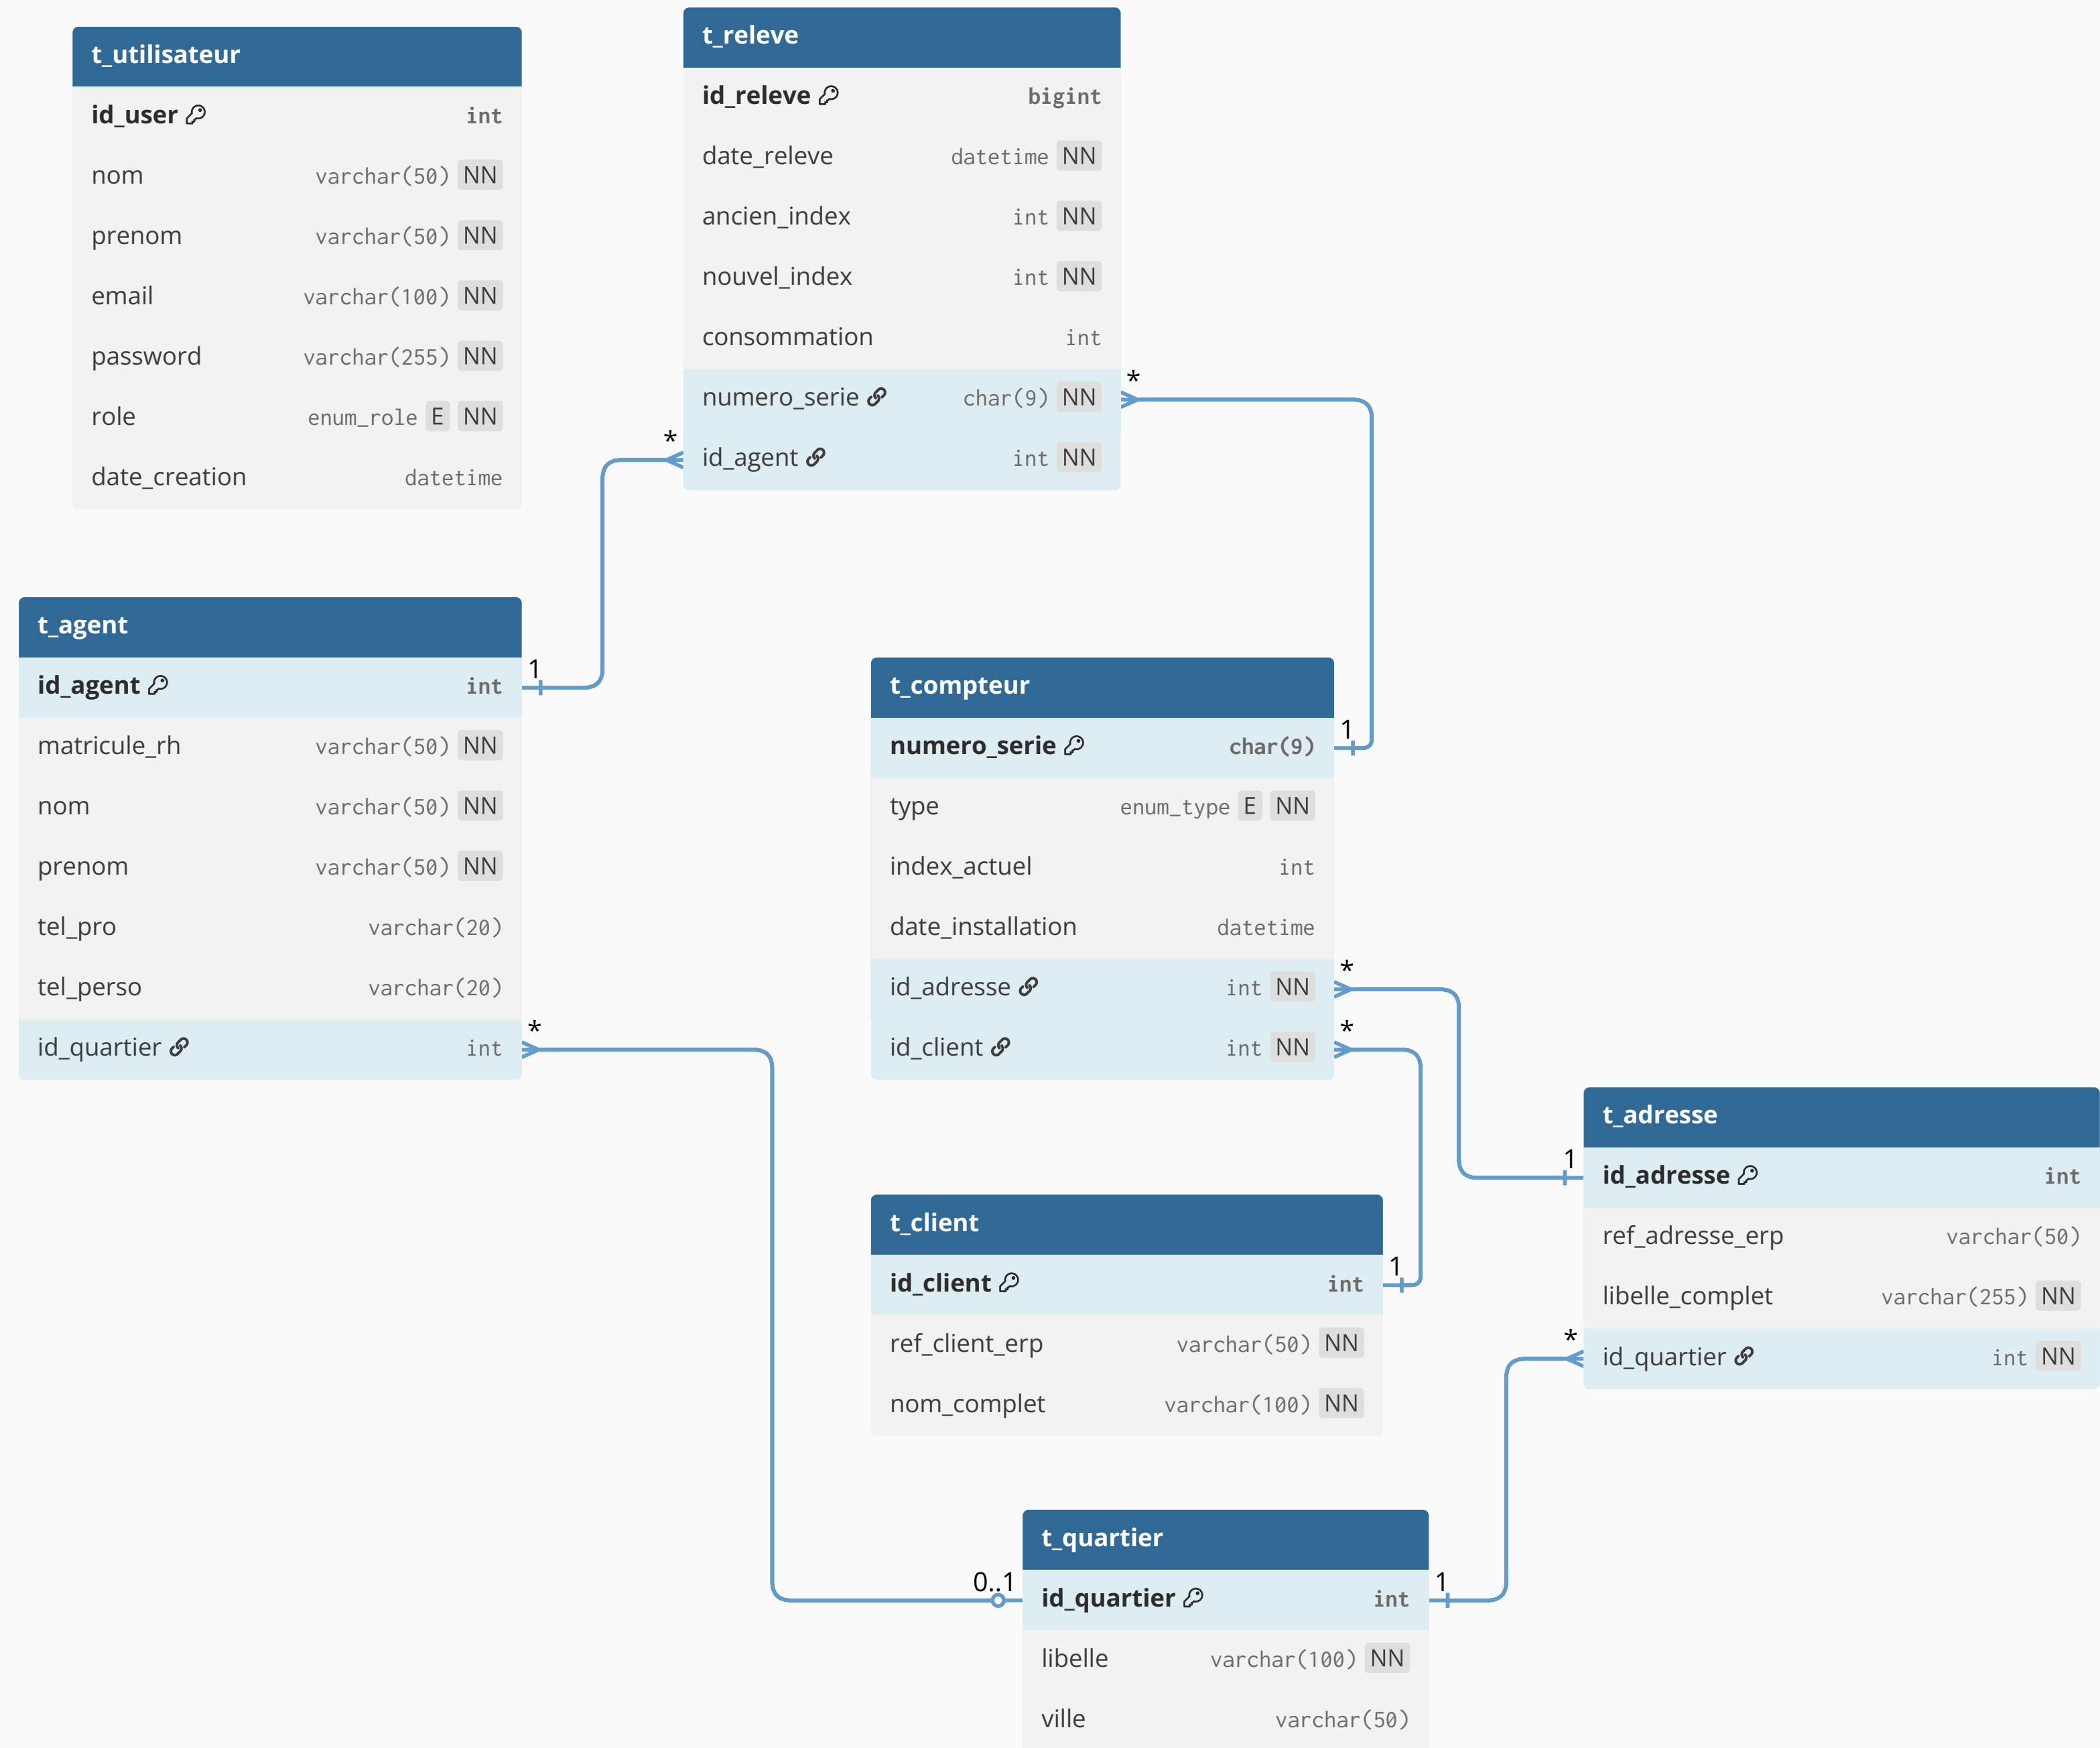 t_utilisateur
id_user int
nom varchar(50) NN
prenom varchar(50) NN
email varchar(100) NN
password varchar(255) NN
role enum_role E NN
date_creation datetime
t_releve
id_releve bigint
date_releve datetime NN
ancien_index int NN
nouvel_index int NN
consommation int
numero_serie char(9) NN
id_agent int NN
*
*
t_agent
id_agent int
matricule_rh varchar(50) NN
nom varchar(50) NN
prenom varchar(50) NN
tel_pro varchar(20)
tel_perso varchar(20)
id_quartier int
1
*
t_compteur
numero_serie char(9)
type enum_type E NN
index_actuel int
date_installation datetime
id_adresse int NN
id_client int NN
1
*
*
t_adresse
id_adresse int
ref_adresse_erp varchar(50)
libelle_complet varchar(255) NN
id_quartier int NN
1
*
t_client
id_client int
ref_client_erp varchar(50) NN
nom_complet varchar(100) NN
1
t_quartier
id_quartier int
libelle varchar(100) NN
ville varchar(50)
0..1
1